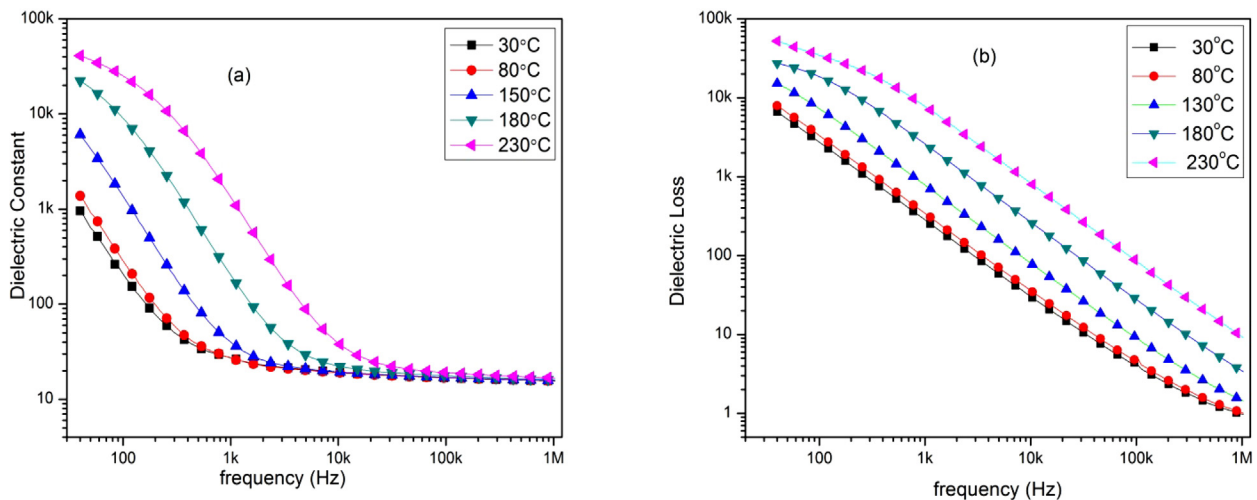 100k
10k
1k
100
10
Dielectric Constant
(a)
30°C
80°C
150°C
180°C
230°C
100 1k 10k 100k 1M
frequency (Hz)
100k
10k
1k
100
10
1
Dielectric Loss
(b)
30°C
80°C
130°C
180°C
230°C
100 1k 10k 100k 1M
frequency (Hz)